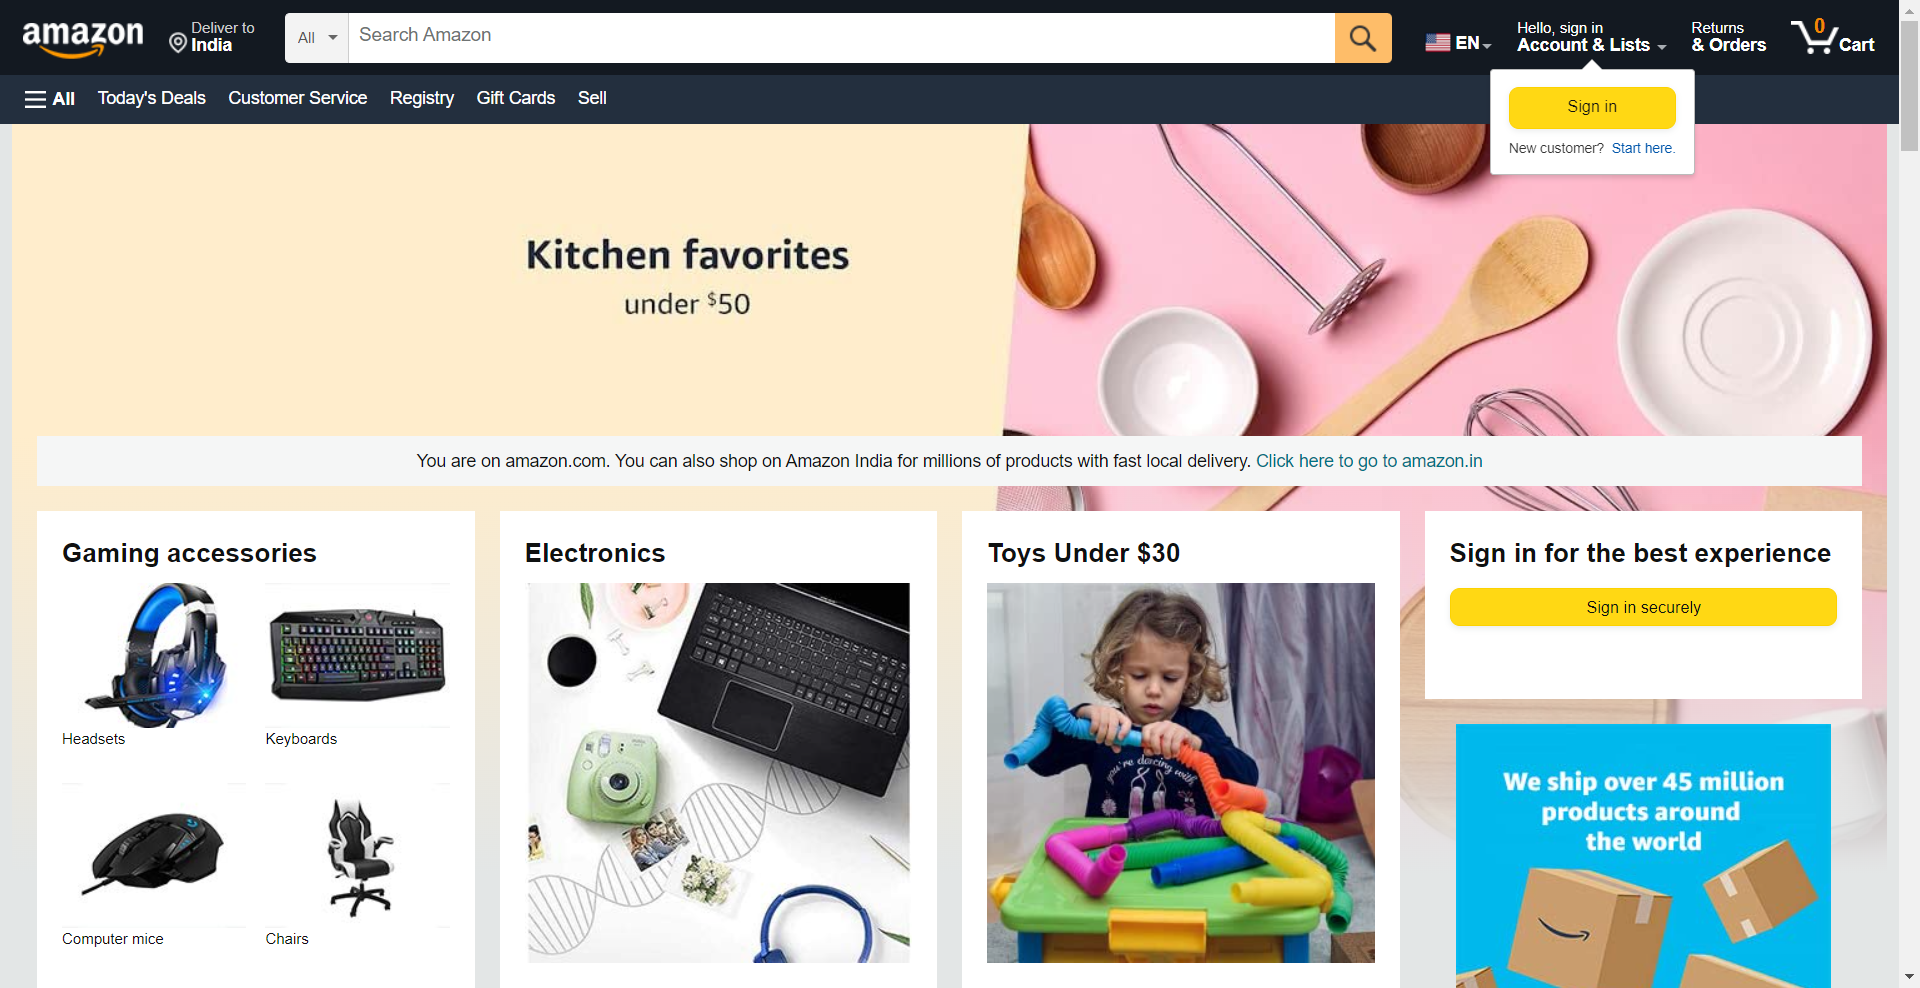 amazon
Deliver to
India
All
Search Amazon
EN
Hello, sign in
Account & Lists
Returns
& Orders
0
Cart
All
Today's Deals
Customer Service
Registry
Gift Cards
Sell
Sign in
New customer? Start here.
Kitchen favorites
under $50
You are on amazon.com. You can also shop on Amazon India for millions of products with fast local delivery. Click here to go to amazon.in
Gaming accessories
Headsets
Keyboards
Computer mice
Chairs
Electronics
Toys Under $30
you're dancing with
Sign in for the best experience
Sign in securely
We ship over 45 million
products around
the world